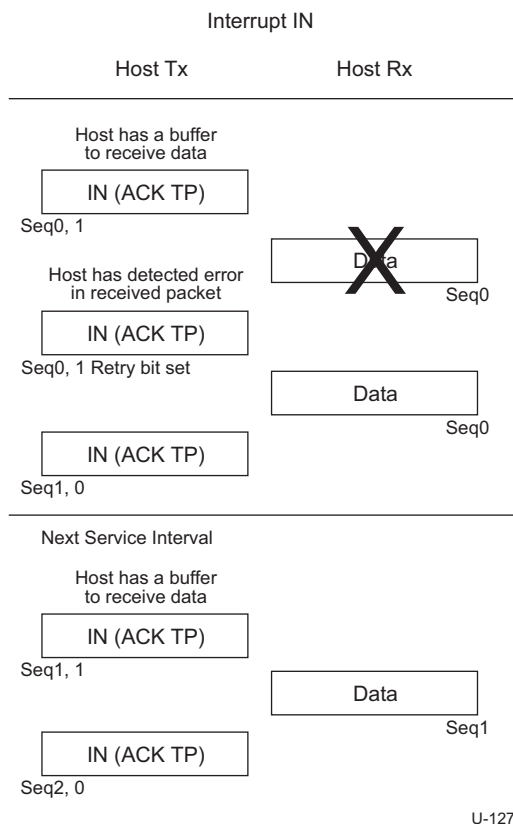 Interrupt IN
Host Tx Host Rx
Host has a buffer
to receive data
IN (ACK TP)
Seq0, 1
Data
Seq0
Host has detected error
in received packet
IN (ACK TP)
Seq0, 1 Retry bit set
Data
Seq0
IN (ACK TP)
Seq1, 0
Next Service Interval
Host has a buffer
to receive data
IN (ACK TP)
Seq1, 1
Data
Seq1
IN (ACK TP)
Seq2, 0
U-127